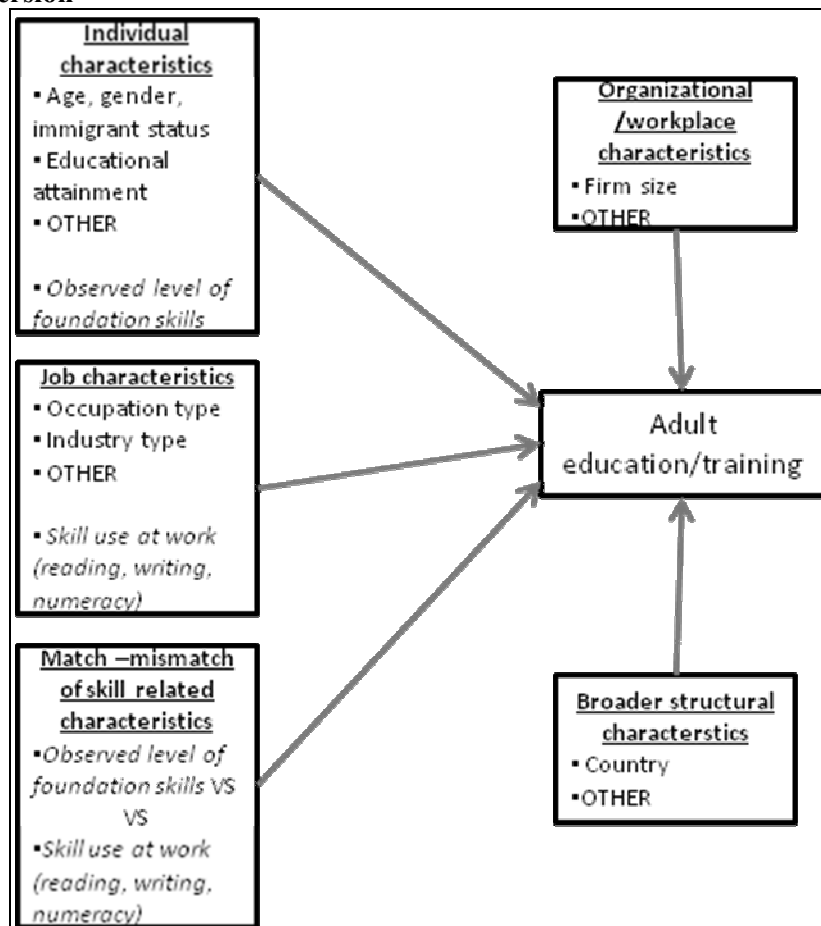 Individual
characteristics
▪ Age, gender,
immigrant status
▪ Educational
attainment
▪ OTHER
▪ Observed level of
foundation skills
Job characteristics
▪ Occupation type
▪ Industry type
▪ OTHER
▪ Skill use at work
(reading, writing,
numeracy)
Match –mismatch
of skill related
characteristics
▪Observed level of
foundation skills VS
VS
▪Skill use at work
(reading, writing,
numeracy)
Organizational
/workplace
characteristics
▪ Firm size
▪OTHER
Adult
education/training
Broader structural
characterstics
▪ Country
▪OTHER